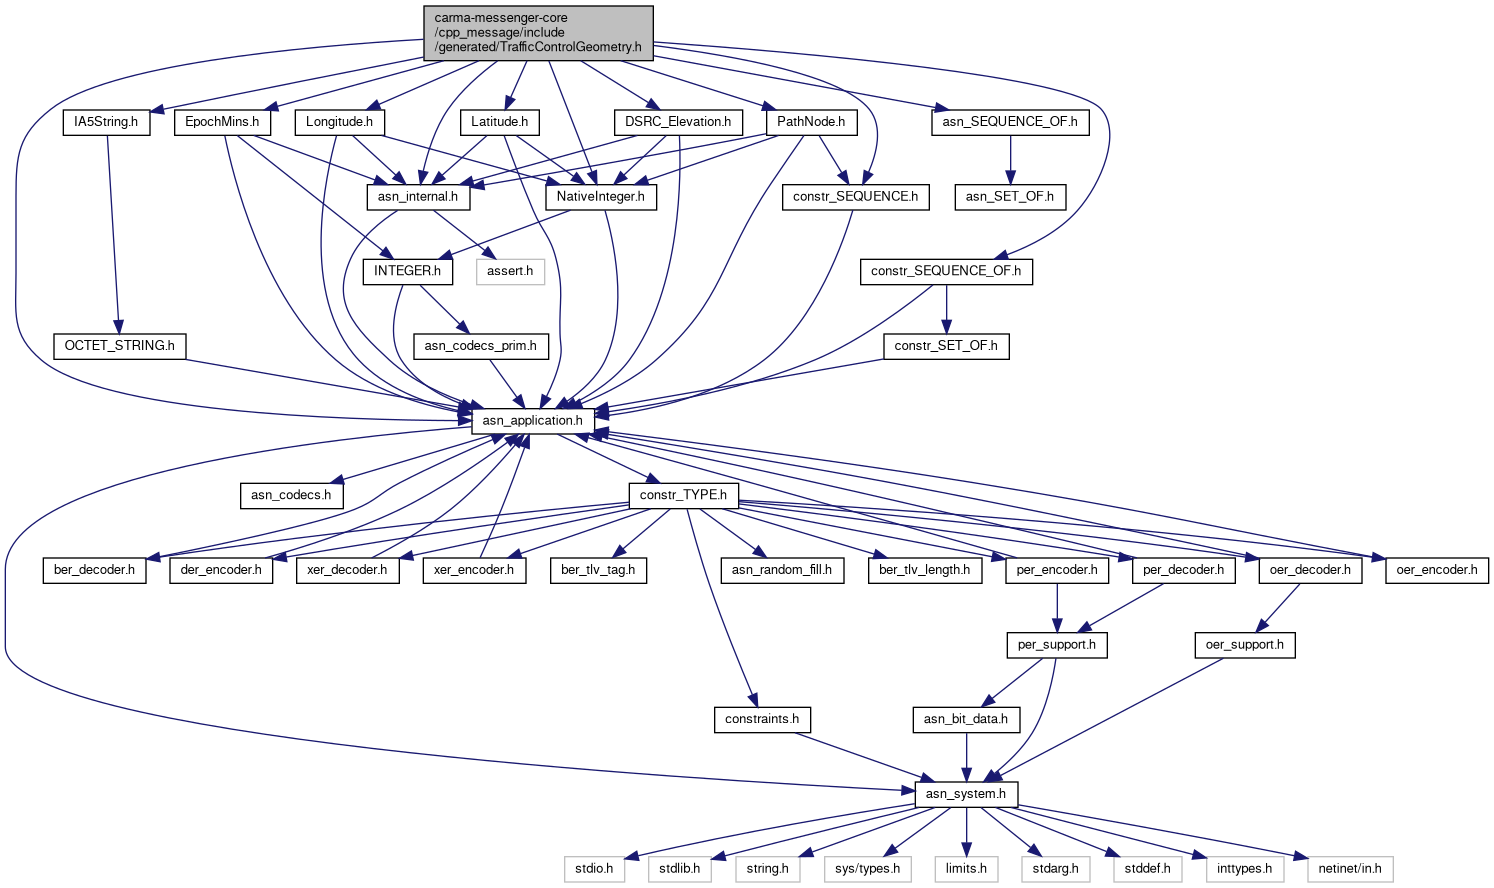 carma-messenger-core
/cpp_message/include
/generated/TrafficControlGeometry.h
IA5String.h
EpochMins.h
Longitude.h
Latitude.h
DSRC_Elevation.h
PathNode.h
asn_SEQUENCE_OF.h
asn_internal.h
NativeInteger.h
constr_SEQUENCE.h
asn_SET_OF.h
INTEGER.h
assert.h
constr_SEQUENCE_OF.h
OCTET_STRING.h
asn_codecs_prim.h
constr_SET_OF.h
asn_application.h
asn_codecs.h
constr_TYPE.h
ber_decoder.h
der_encoder.h
xer_decoder.h
xer_encoder.h
ber_tlv_tag.h
asn_random_fill.h
ber_tlv_length.h
per_encoder.h
per_decoder.h
oer_decoder.h
oer_encoder.h
per_support.h
oer_support.h
constraints.h
asn_bit_data.h
asn_system.h
stdio.h
stdlib.h
string.h
sys/types.h
limits.h
stdarg.h
stddef.h
inttypes.h
netinet/in.h